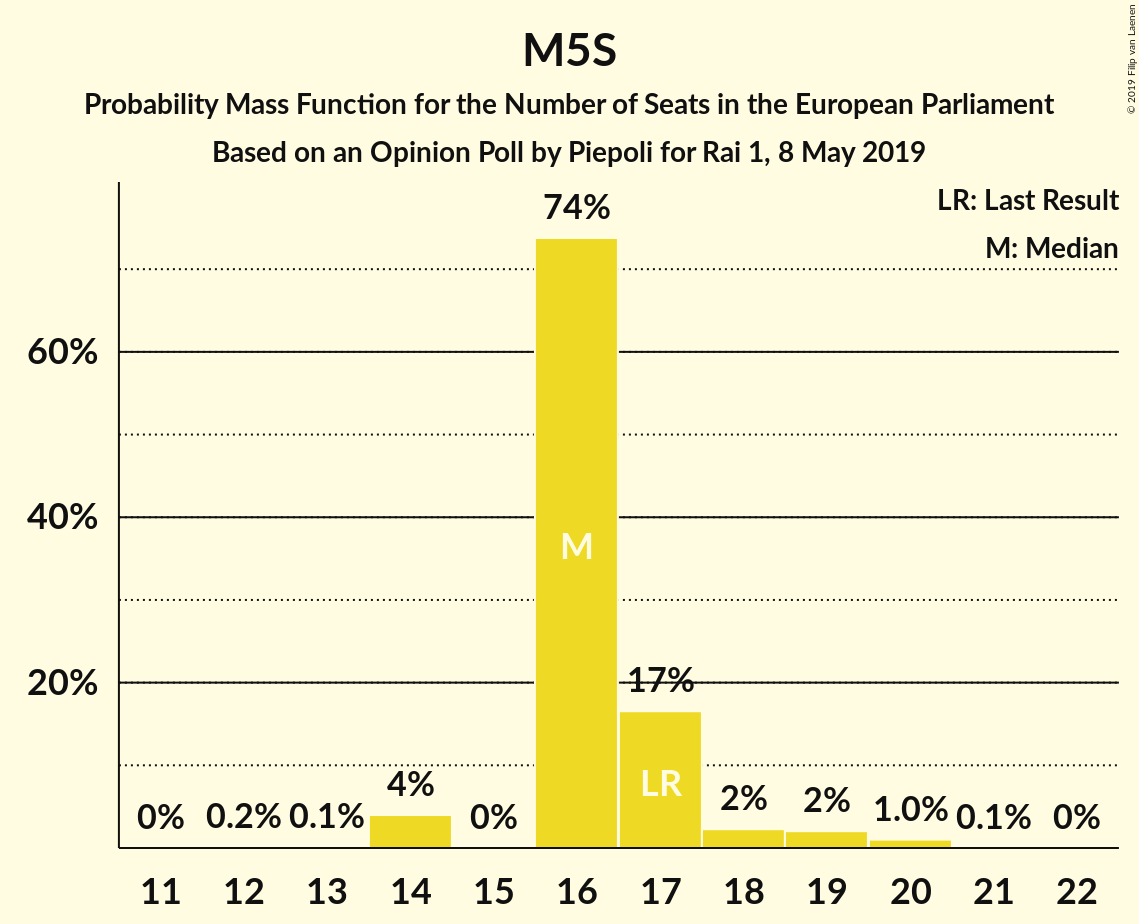 M5S
Probability Mass Function for the Number of Seats in the European Parliament
Based on an Opinion Poll by Piepoli for Rai 1, 8 May 2019
© 2019 Filip van Laenen
LR: Last Result
M: Median
74%
60%
40%
M
20%
17%
LR
0% 0.2% 0.1% 4% 0% 2% 2% 1.0% 0.1% 0%
11 12 13 14 15 16 17 18 19 20 21 22